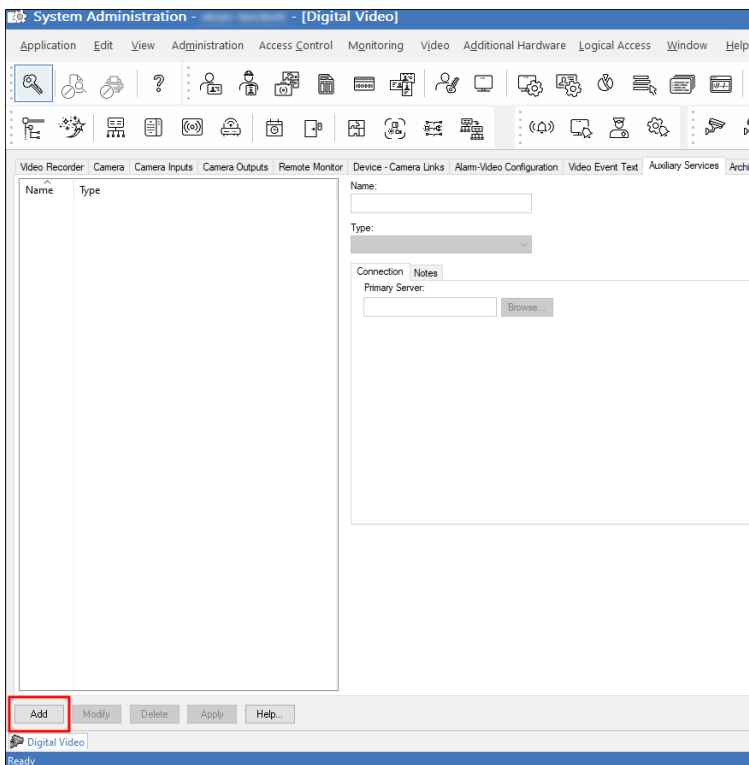 System Administration - - [Digital Video]
Application Edit View Administration Access Control Monitoring Video Additional Hardware Logical Access Window Help
Video Recorder Camera Camera Inputs Camera Outputs Remote Monitor Device - Camera Links Alarm-Video Configuration Video Event Text Auxiliary Services Archi
Name Type
Name:
Type:
Connection Notes
Primary Server:
Browse...
Add Modify Delete Apply Help...
Digital Video
Ready